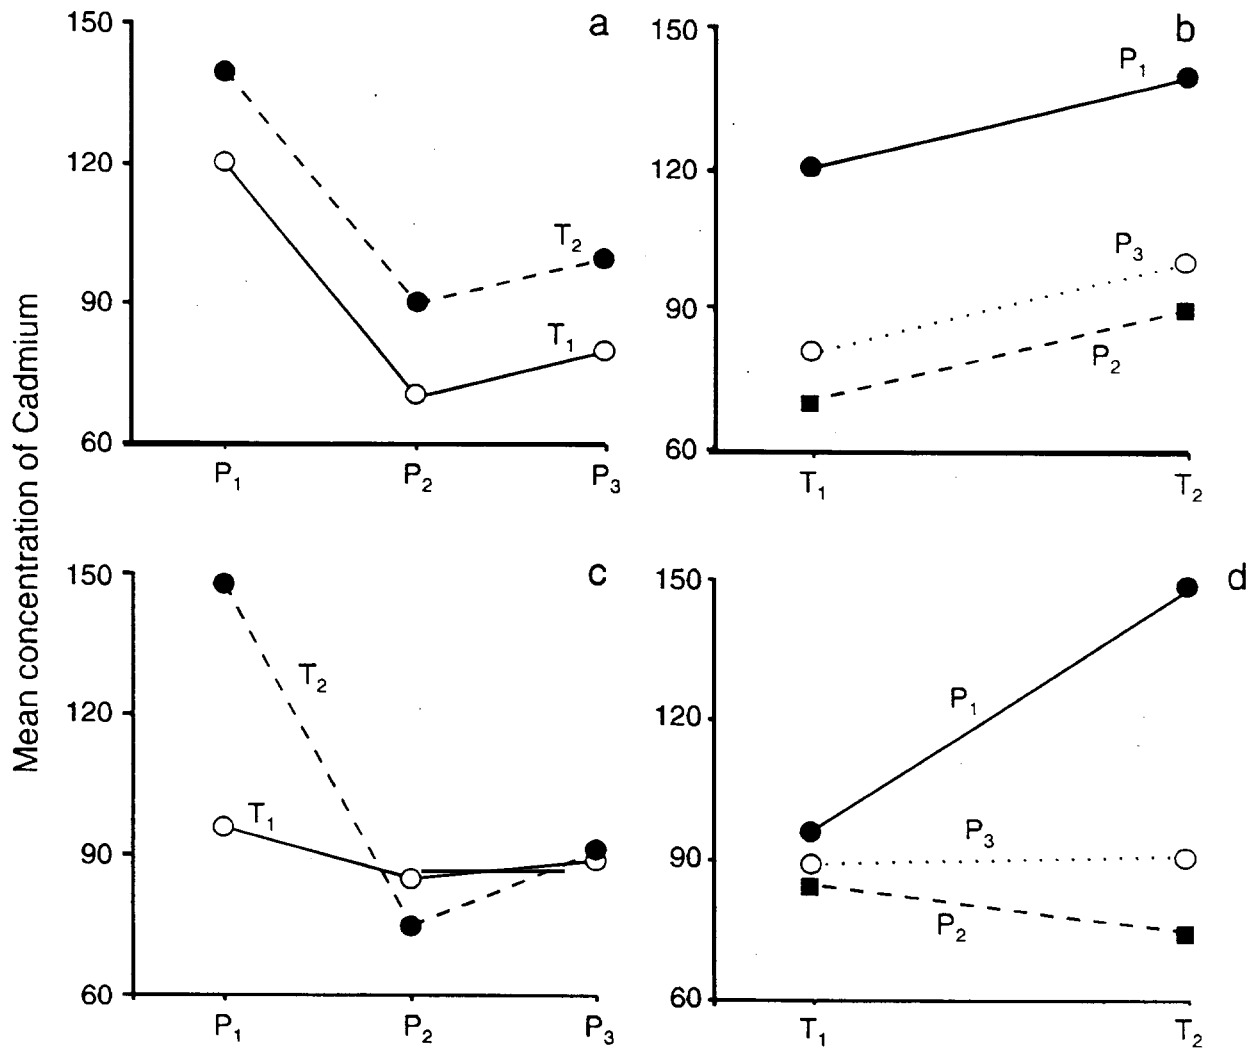 Mean concentration of Cadmium
a
150
120
90
60
T₂
T₁
P₁ P₂ P₃
b
150
120
90
60
P₁
P₃
P₂
T₁ T₂
c
150
120
90
60
T₂
T₁
P₁ P₂ P₃
d
150
120
90
60
P₁
P₃
P₂
T₁ T₂